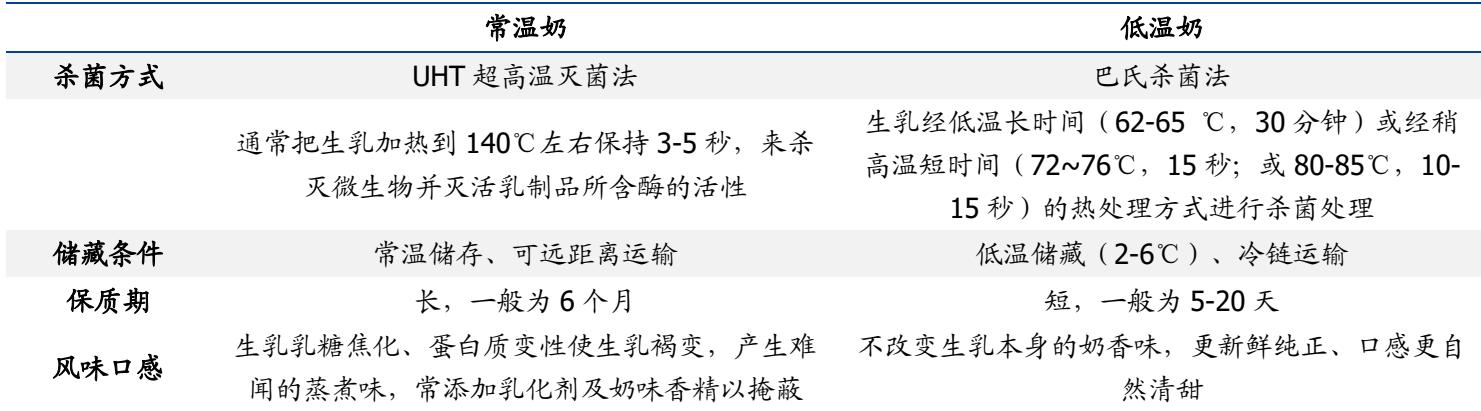 常温奶 低温奶
杀菌方式 UHT 超高温灭菌法 巴氏杀菌法
通常把生乳加热到 140℃左右保持 3-5 秒，来杀
灭微生物并灭活乳制品所含酶的活性
生乳经低温长时间（62-65 ℃，30 分钟）或经稍
高温短时间（72~76℃，15 秒；或 80-85℃，10-
15 秒）的热处理方式进行杀菌处理
储藏条件 常温储存、可远距离运输 低温储藏（2-6℃）、冷链运输
保质期 长，一般为 6 个月 短，一般为 5-20 天
风味口感
生乳乳糖焦化、蛋白质变性使生乳褐变，产生难
闻的蒸煮味，常添加乳化剂及奶味香精以掩蔽
不改变生乳本身的奶香味，更新鲜纯正、口感更自
然清甜